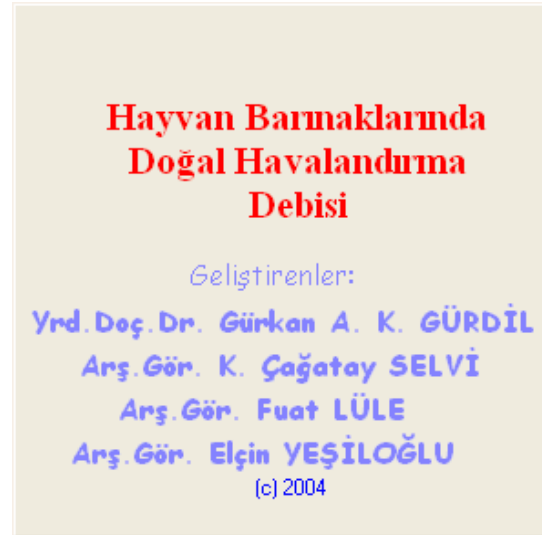 Hayvan Barınaklarında
Doğal Havalandırma
Debisi
Geliştirenler:
Yrd.Doç.Dr. Gürkan A. K. GÜRDİL
Arş.Gör. K. Çağatay SELVİ
Arş.Gör. Fuat LÜLE
Arş.Gör. Elçin YEŞİLOĞLU
(c) 2004